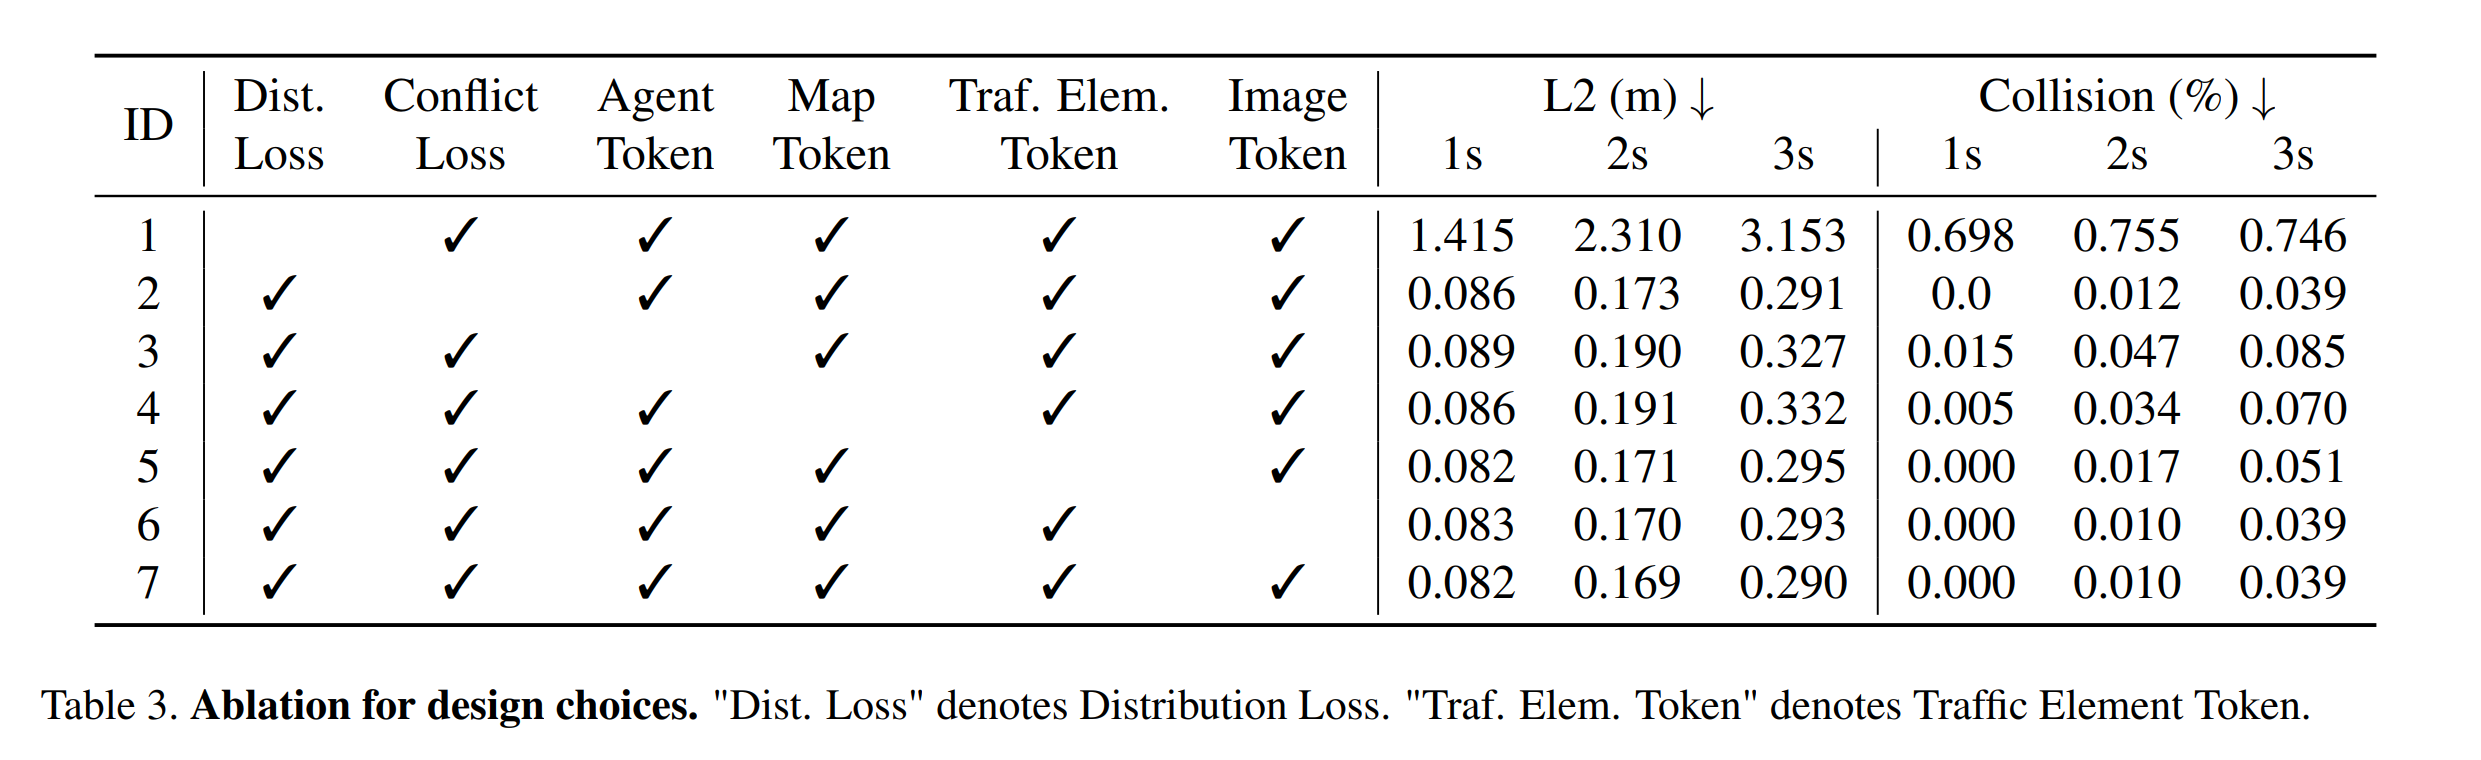 ID Dist. Loss Conflict Loss Agent Token Map Token Traf. Elem. Token Image Token L2 (m) ↓ Collision (%) ↓
1s 2s 3s 1s 2s 3s
1 ✓ ✓ ✓ ✓ ✓ 1.415 2.310 3.153 0.698 0.755 0.746
2 ✓ ✓ ✓ ✓ ✓ 0.086 0.173 0.291 0.0 0.012 0.039
3 ✓ ✓ ✓ ✓ ✓ 0.089 0.190 0.327 0.015 0.047 0.085
4 ✓ ✓ ✓ ✓ ✓ 0.086 0.191 0.332 0.005 0.034 0.070
5 ✓ ✓ ✓ ✓ ✓ 0.082 0.171 0.295 0.000 0.017 0.051
6 ✓ ✓ ✓ ✓ ✓ 0.083 0.170 0.293 0.000 0.010 0.039
7 ✓ ✓ ✓ ✓ ✓ ✓ 0.082 0.169 0.290 0.000 0.010 0.039
Table 3. Ablation for design choices. "Dist. Loss" denotes Distribution Loss. "Traf. Elem. Token" denotes Traffic Element Token.